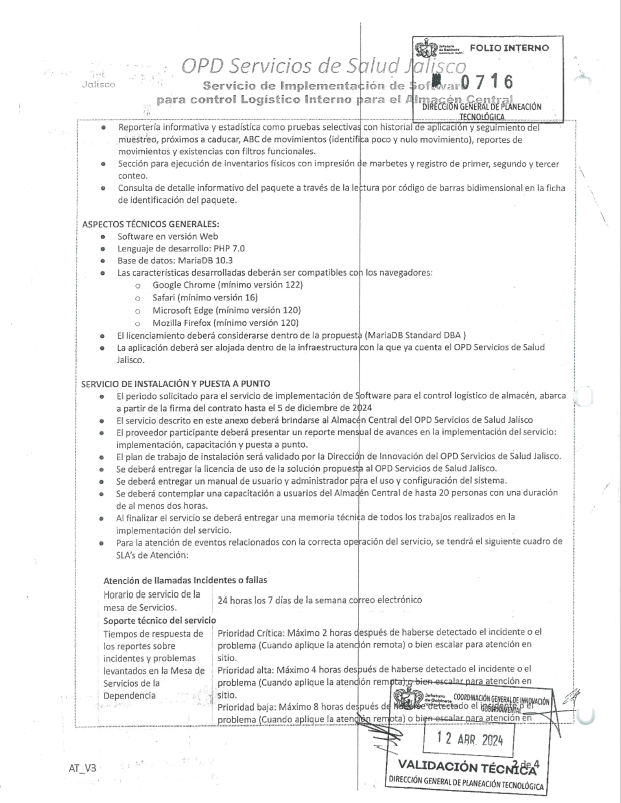 FOLIO INTERNO
0716
DIRECCIÓN GENERAL DE PLANEACIÓN
TECNOLÓGICA
Jalisco
OPD Servicios de Salud Jalisco
Servicio de Implementación de Software
para control Logístico Interno para el Almacén Central
• Reportería informativa y estadística como pruebas selectivas con historial de aplicación y seguimiento del
muestreo, próximos a caducar, ABC de movimientos (identifica poco y nulo movimiento), reportes de
movimientos y existencias con filtros funcionales.
• Sección para ejecución de inventarios físicos con impresión de marbetes y registro de primer, segundo y tercer
conteo.
• Consulta de detalle informativo del paquete a través de la lectura por código de barras bidimensional en la ficha
de identificación del paquete.
ASPECTOS TÉCNICOS GENERALES:
• Software en versión Web
• Lenguaje de desarrollo: PHP 7.0
• Base de datos: MariaDB 10.3
• Las características desarrolladas deberán ser compatibles con los navegadores:
o Google Chrome (mínimo versión 122)
o Safari (mínimo versión 16)
o Microsoft Edge (mínimo versión 120)
o Mozilla Firefox (mínimo versión 120)
• El licenciamiento deberá considerarse dentro de la propuesta (MariaDB Standard DBA )
• La aplicación deberá ser alojada dentro de la infraestructura con la que ya cuenta el OPD Servicios de Salud
Jalisco.
SERVICIO DE INSTALACIÓN Y PUESTA A PUNTO
• El periodo solicitado para el servicio de implementación de Software para el control logístico de almacén, abarca
a partir de la firma del contrato hasta el 5 de diciembre de 2024
• El servicio descrito en este anexo deberá brindarse al Almacén Central del OPD Servicios de Salud Jalisco
• El proveedor participante deberá presentar un reporte mensual de avances en la implementación del servicio:
implementación, capacitación y puesta a punto.
• El plan de trabajo de instalación será validado por la Dirección de Innovación del OPD Servicios de Salud Jalisco.
• Se deberá entregar la licencia de uso de la solución propuesta al OPD Servicios de Salud Jalisco.
• Se deberá entregar un manual de usuario y administrador para el uso y configuración del sistema.
• Se deberá contemplar una capacitación a usuarios del Almacén Central de hasta 20 personas con una duración
de al menos dos horas.
• Al finalizar el servicio se deberá entregar una memoria técnica de todos los trabajos realizados en la
implementación del servicio.
• Para la atención de eventos relacionados con la correcta operación del servicio, se tendrá el siguiente cuadro de
SLA's de Atención:
Atención de llamadas Incidentes o fallas
Horario de servicio de la
mesa de Servicios.
24 horas los 7 días de la semana correo electrónico
Soporte técnico del servicio
Tiempos de respuesta de
los reportes sobre
incidentes y problemas
levantados en la Mesa de
Servicios de la
Dependencia
Prioridad Crítica: Máximo 2 horas después de haberse detectado el incidente o el
problema (Cuando aplique la atención remota) o bien escalar para atención en
sitio.
Prioridad alta: Máximo 4 horas después de haberse detectado el incidente o el
problema (Cuando aplique la atención remota) o bien escalar para atención en
sitio.
Prioridad baja: Máximo 8 horas después de haberse detectado el incidente o el
problema (Cuando aplique la atención remota) o bien escalar para atención en
COORDINACIÓN GENERAL DE INNOVACIÓN
GUBERNAMENTAL
12 ABR. 2024
VALIDACIÓN TÉCNICA
DIRECCIÓN GENERAL DE PLANEACIÓN TECNOLÓGICA
2 de 4
AT_V3